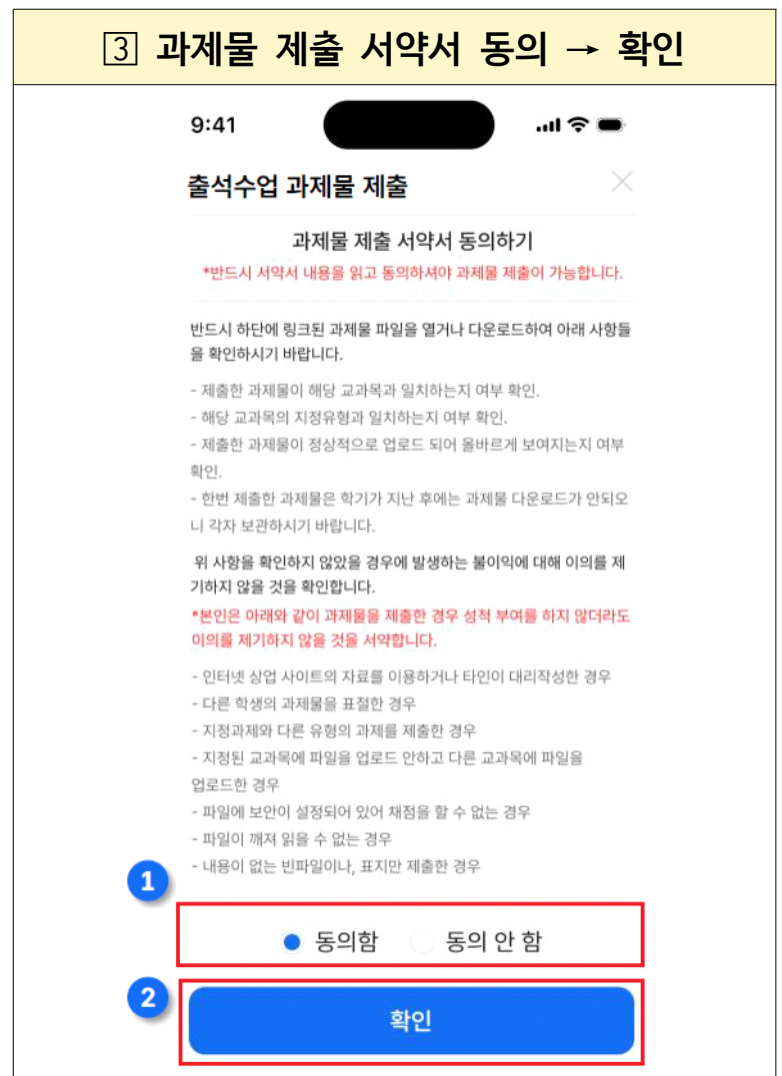 3 과제물 제출 서약서 동의 → 확인
9:41
출석수업 과제물 제출
과제물 제출 서약서 동의하기
*반드시 서약서 내용을 읽고 동의하셔야 과제물 제출이 가능합니다.
반드시 하단에 링크된 과제물 파일을 열거나 다운로드하여 아래 사항들
을 확인하시기 바랍니다.
- 제출한 과제물이 해당 교과목과 일치하는지 여부 확인.
- 해당 교과목의 지정유형과 일치하는지 여부 확인.
- 제출한 과제물이 정상적으로 업로드 되어 올바르게 보여지는지 여부
확인.
- 한번 제출한 과제물은 학기가 지난 후에는 과제물 다운로드가 안되오
니 각자 보관하시기 바랍니다.
위 사항을 확인하지 않았을 경우에 발생하는 불이익에 대해 이의를 제
기하지 않을 것을 확인합니다.
*본인은 아래와 같이 과제물을 제출한 경우 성적 부여를 하지 않더라도
이의를 제기하지 않을 것을 서약합니다.
- 인터넷 상업 사이트의 자료를 이용하거나 타인이 대리작성한 경우
- 다른 학생의 과제물을 표절한 경우
- 지정과제와 다른 유형의 과제를 제출한 경우
- 지정된 교과목에 파일을 업로드 안하고 다른 교과목에 파일을
업로드한 경우
- 파일에 보안이 설정되어 있어 채점을 할 수 없는 경우
- 파일이 깨져 읽을 수 없는 경우
- 내용이 없는 빈파일이나, 표지만 제출한 경우
1
동의함 동의 안 함
2
확인